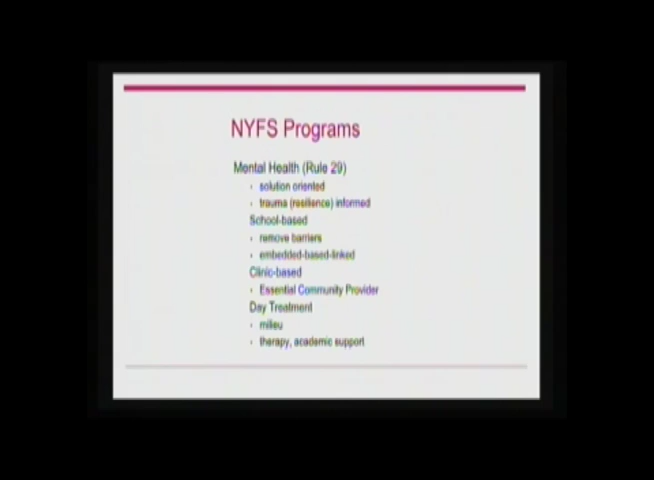 NYFS Programs
Mental Health (Rule 29)
solution oriented
trauma (resilience) informed
School-based
remove barriers
embedded-based-linked
Clinic-based
Essential Community Provider
Day Treatment
milieu
therapy, academic support